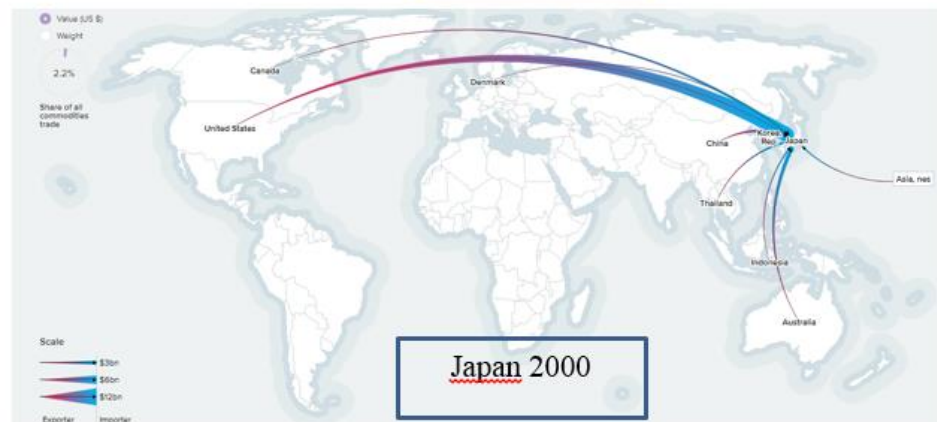 Value (US $)
Weight
2.2%
Share of all
commodities
trade
Canada
Denmark
United States
China
Korea,
Rep.
Japan
Thailand
Asia, nes
Indonesia
Australia
Scale
$3bn
$6bn
$12bn
Exporter Importer
Japan 2000